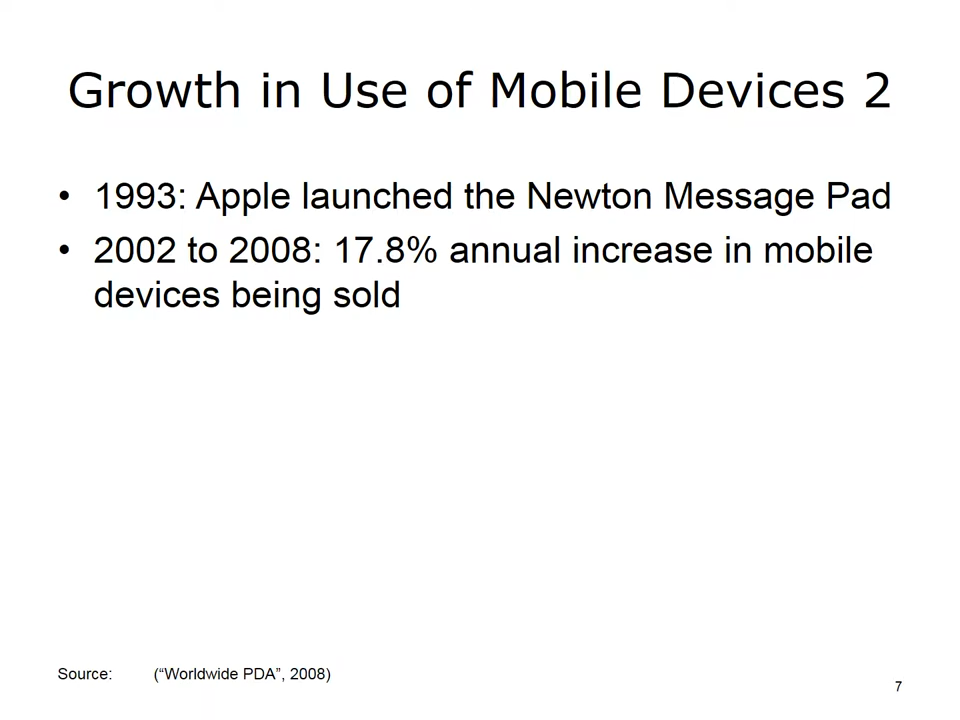 Growth in Use of Mobile Devices 2
• 1993: Apple launched the Newton Message Pad
• 2002 to 2008: 17.8% annual increase in mobile
devices being sold
Source: (“Worldwide PDA”, 2008)
7